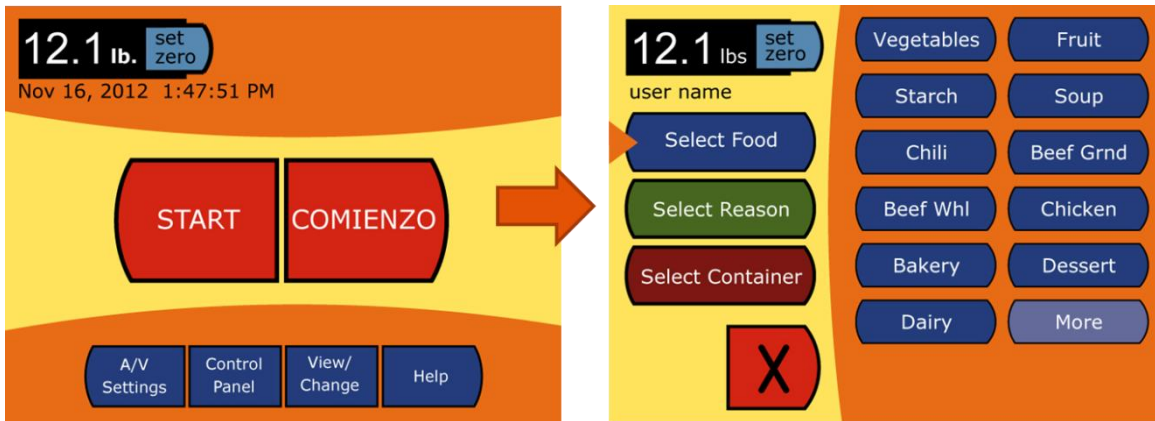 12.1 lb.
set
zero
Nov 16, 2012 1:47:51 PM
START
COMIENZO
A/V
Settings
Control
Panel
View/
Change
Help
12.1 lbs
set
zero
user name
Select Food
Select Reason
Select Container
X
Vegetables
Fruit
Starch
Soup
Chili
Beef Grnd
Beef Whl
Chicken
Bakery
Dessert
Dairy
More